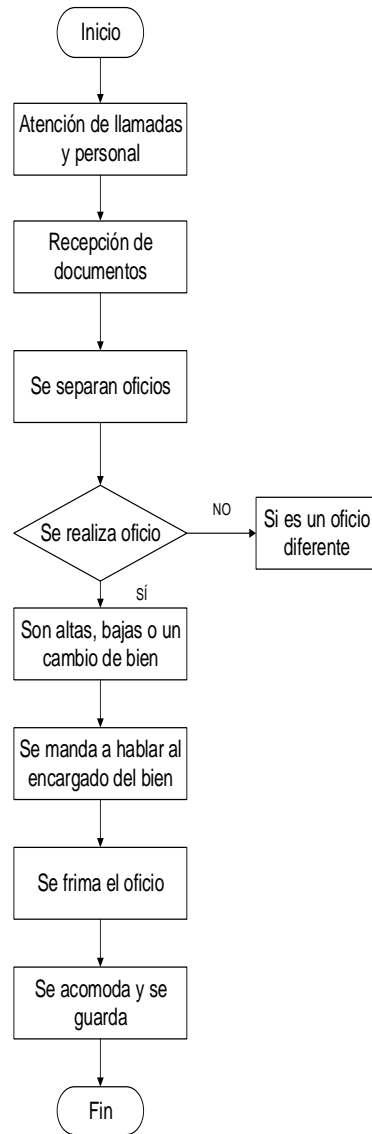 Inicio
Atención de llamadas
y personal
Recepción de
documentos
Se separan oficios
Se realiza oficio
NO
Si es un oficio
diferente
SÍ
Son altas, bajas o un
cambio de bien
Se manda a hablar al
encargado del bien
Se frima el oficio
Se acomoda y se
guarda
Fin